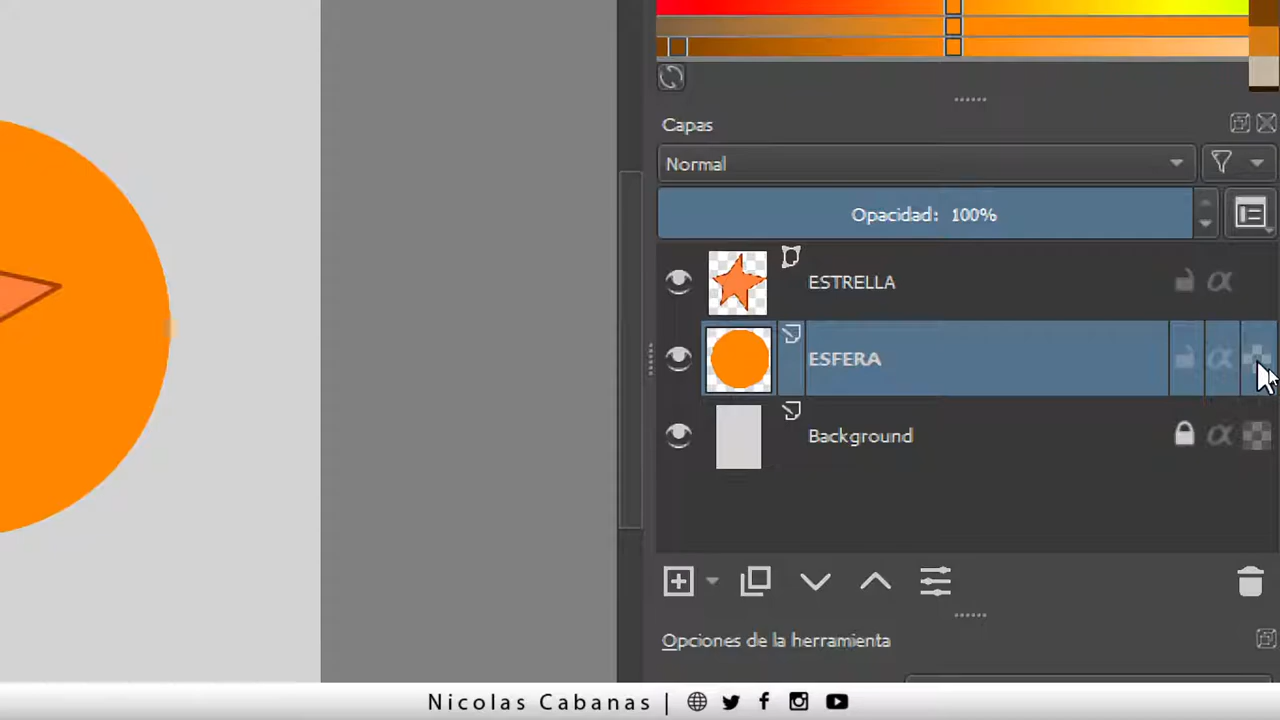 Capas
Normal
Opacidad: 100%
ESTRELLA
α
ESFERA
α
Background
α
Opciones de la herramienta
Nicolas Cabanas |